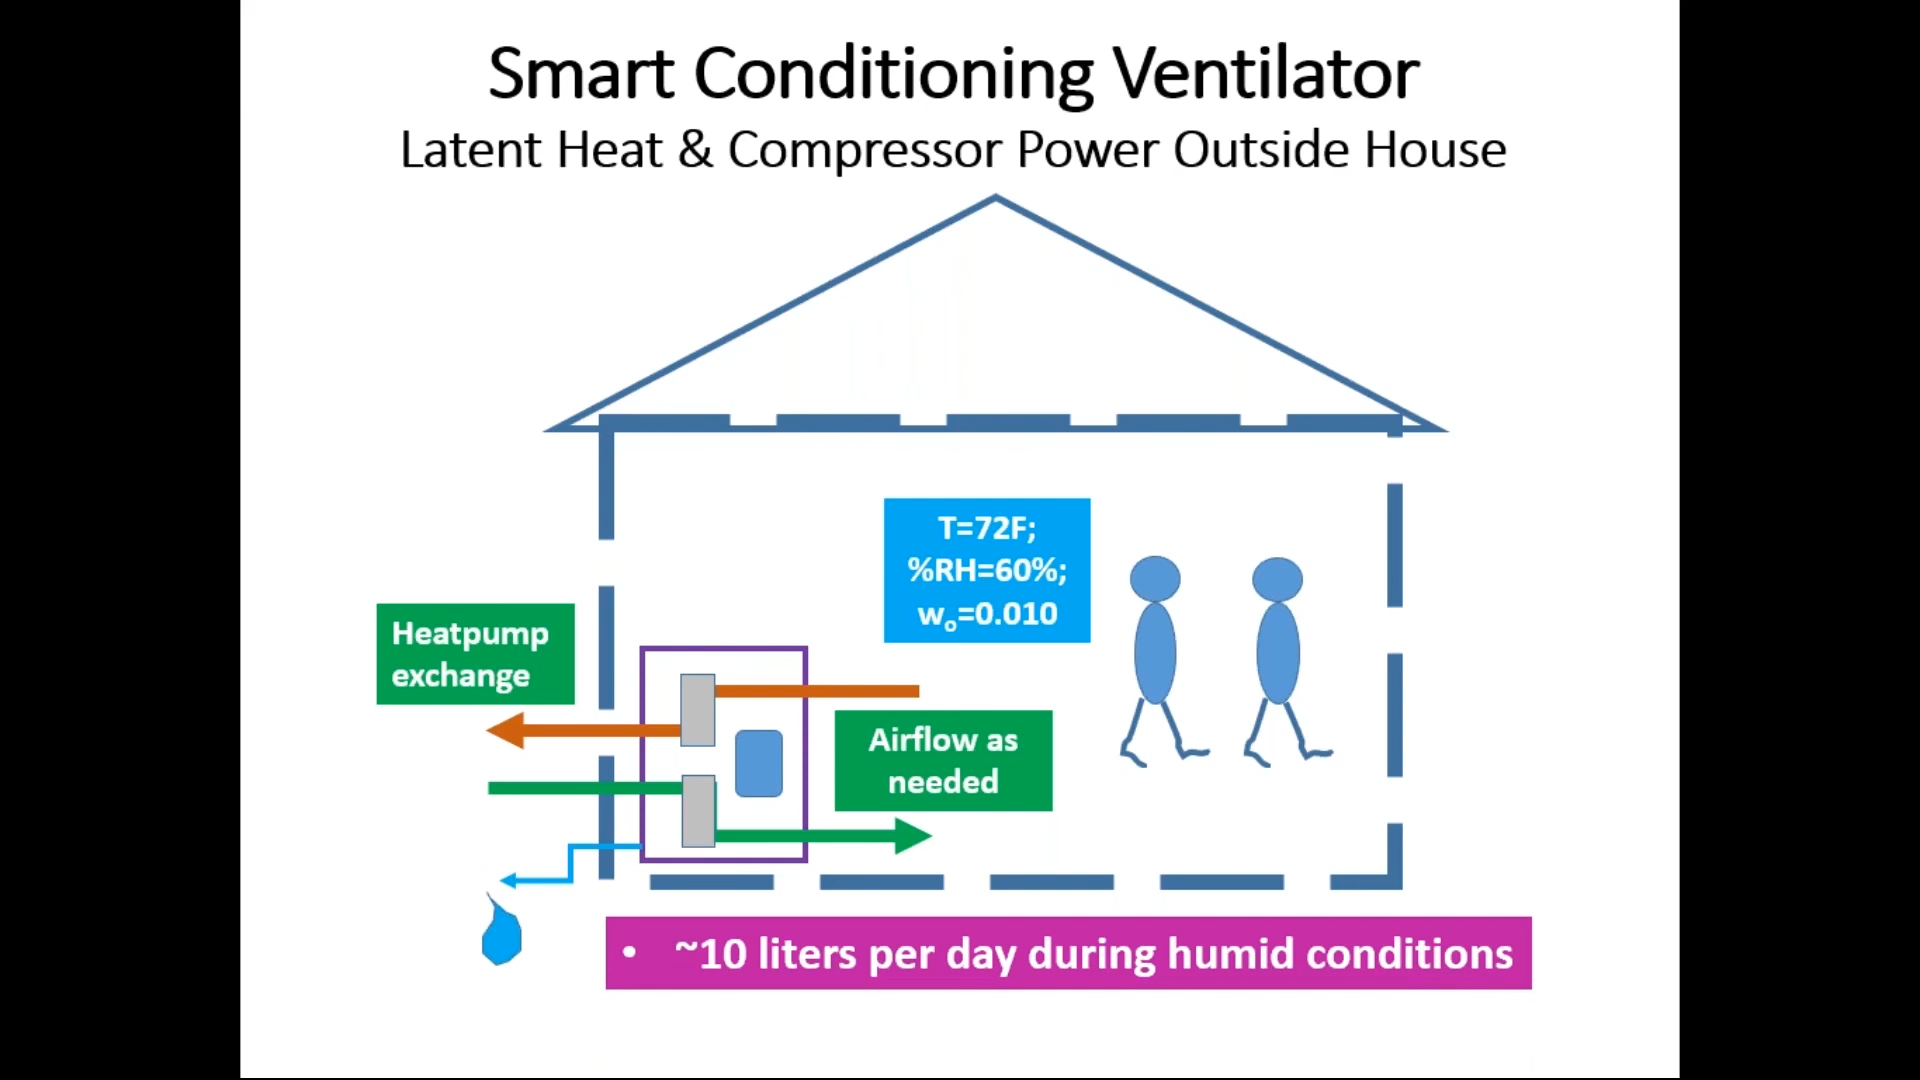 Smart Conditioning Ventilator
Latent Heat & Compressor Power Outside House
T=72F;
%RH=60%;
wₒ=0.010
Heatpump
exchange
Airflow as
needed
• ~10 liters per day during humid conditions